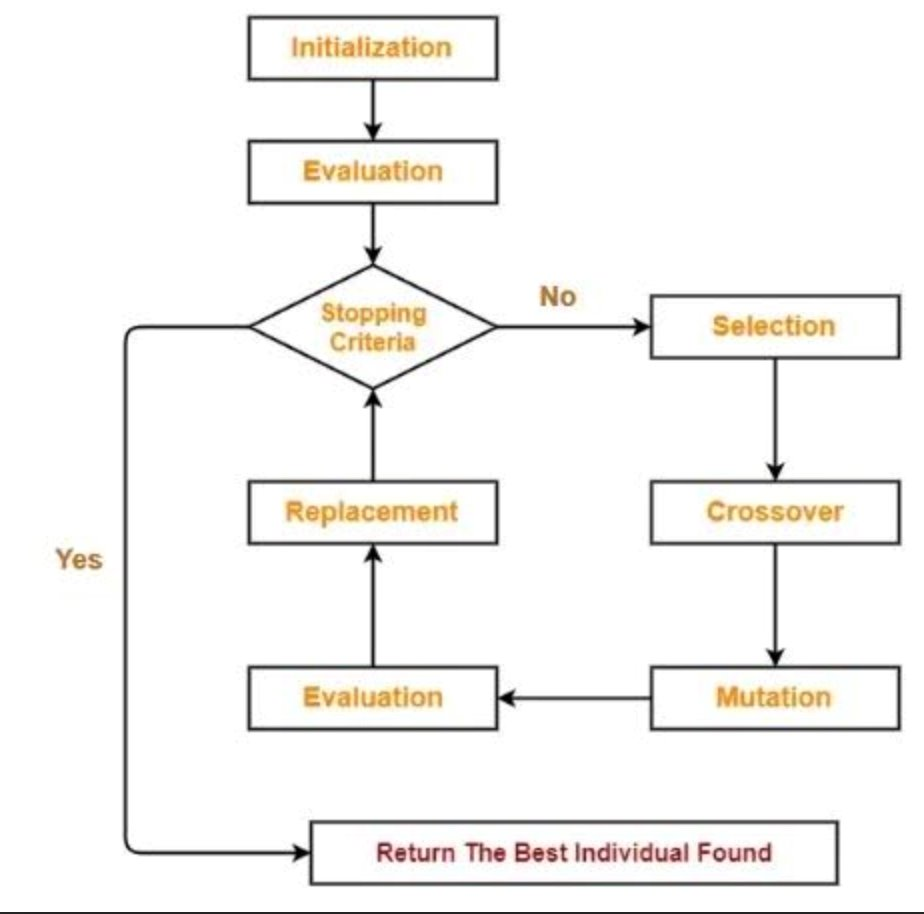 Initialization
Evaluation
Stopping
Criteria
No
Selection
Replacement
Crossover
Yes
Evaluation
Mutation
Return The Best Individual Found